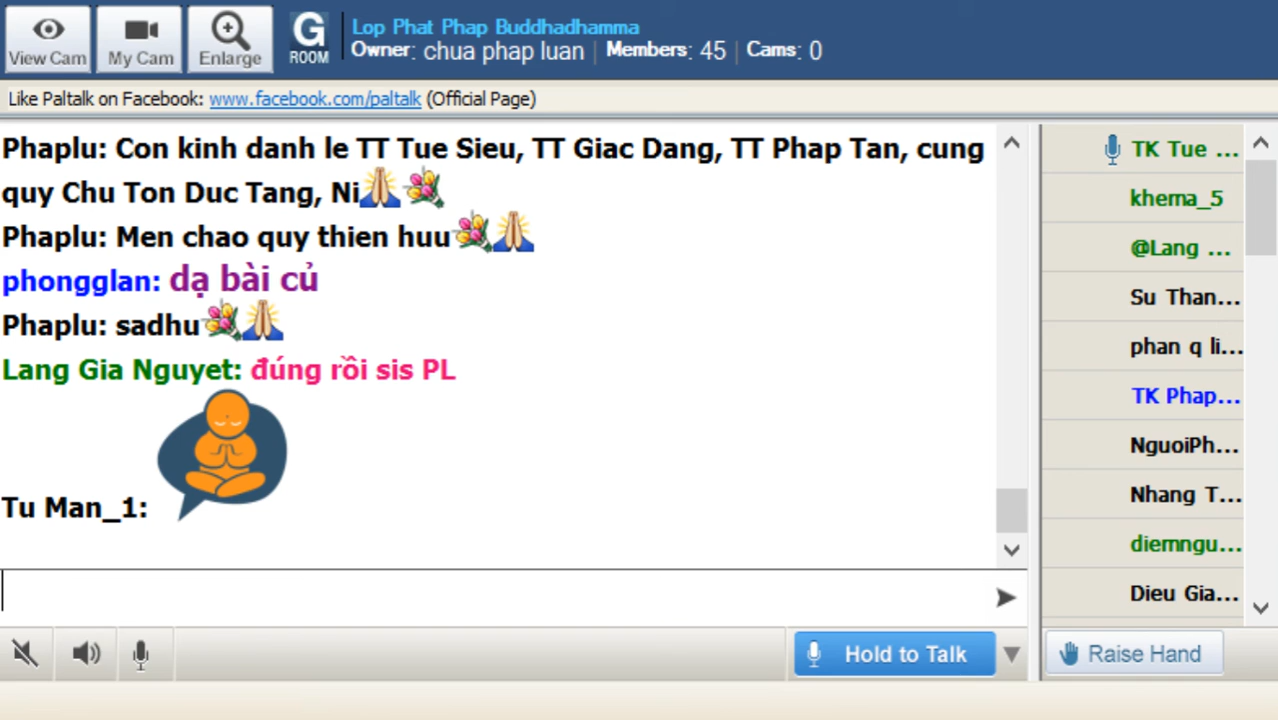 View Cam
My Cam
Enlarge
G
ROOM
Lop Phat Phap Buddhadhamma
Owner: chua phap luan | Members: 45 | Cams: 0
Like Paltalk on Facebook: www.facebook.com/paltalk (Official Page)
Phaplu: Con kinh danh le TT Tue Sieu, TT Giac Dang, TT Phap Tan, cung
quy Chu Ton Duc Tang, Ni
Phaplu: Men chao quy thien huu
phongglan: dạ bài củ
Phaplu: sadhu
Lang Gia Nguyet: đúng rồi sis PL
Tu Man_1:
TK Tue ...
khema_5
@Lang ...
Su Than...
phan q li...
TK Phap...
NguoiPh...
Nhang T...
diemngu...
Dieu Gia...
Hold to Talk
Raise Hand